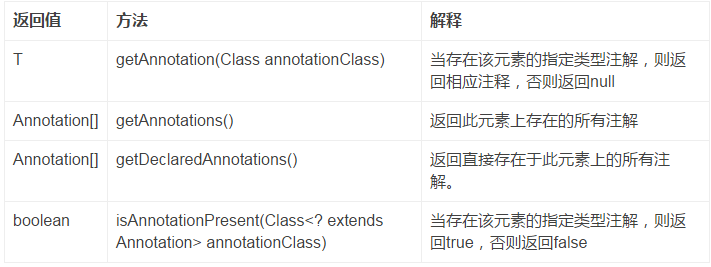 返回值 方法 解释
T getAnnotation(Class annotationClass) 当存在该元素的指定类型注解，则返
回相应注释，否则返回null
Annotation[] getAnnotations() 返回此元素上存在的所有注解
Annotation[] getDeclaredAnnotations() 返回直接存在于此元素上的所有注
解。
boolean isAnnotationPresent(Class<? extends 当存在该元素的指定类型注解，则返
Annotation> annotationClass) 回true，否则返回false